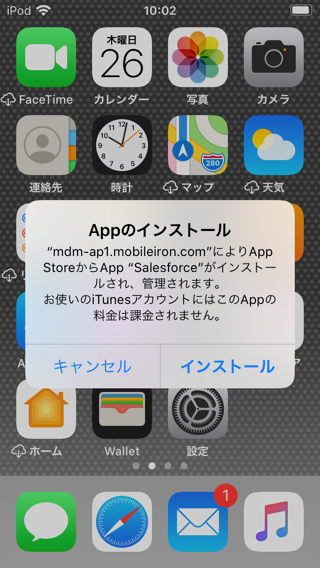 iPod 10:02
木曜日
26
FaceTime カレンダー 写真 カメラ
280
連絡先 時計 マップ 天気
Appのインストール
“mdm-ap1.mobileiron.com”によりApp
StoreからApp “Salesforce”がインストー
ルされ、管理されます。
お使いのiTunesアカウントにはこのAppの
料金は課金されません。
キャンセル インストール
ホーム Wallet 設定
1